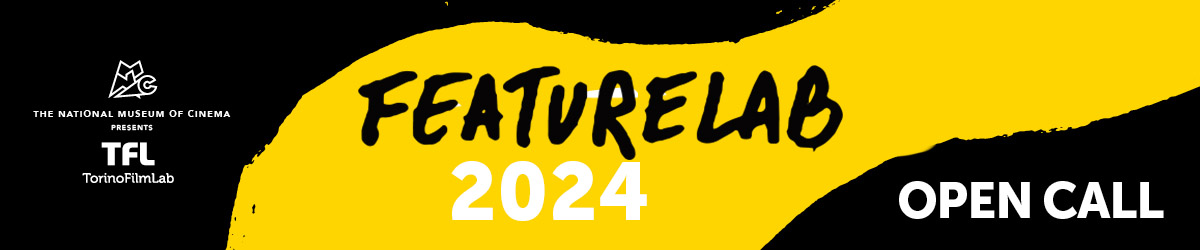 THE NATIONAL MUSEUM OF CINEMA
PRESENTS
TFL
TorinoFilmLab
FEATURELAB
2024
OPEN CALL